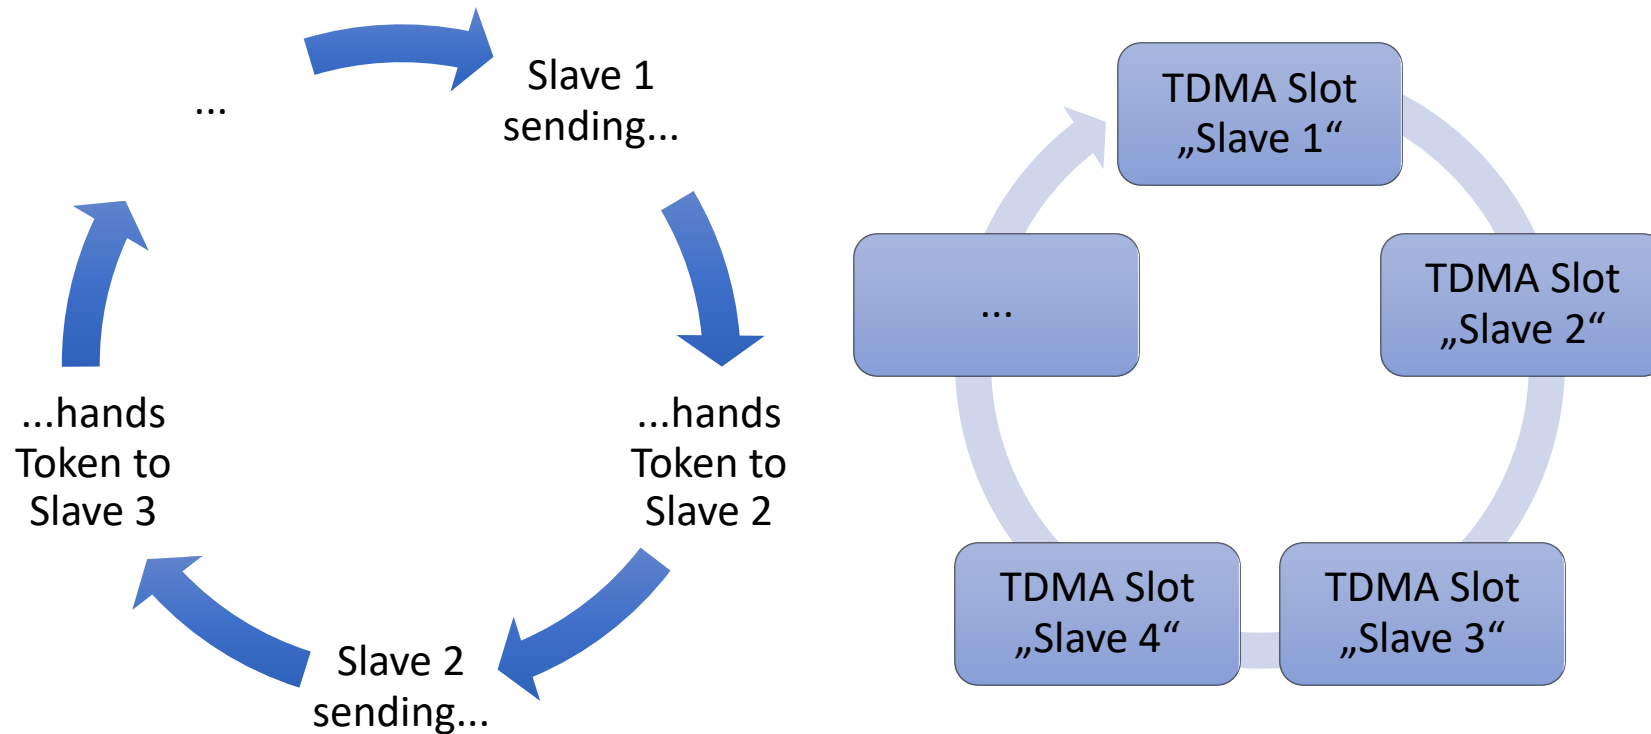 ...
Slave 1
sending...
...hands
Token to
Slave 2
Slave 2
sending...
...hands
Token to
Slave 3
TDMA Slot
„Slave 1“
TDMA Slot
„Slave 2“
TDMA Slot
„Slave 3“
TDMA Slot
„Slave 4“
...